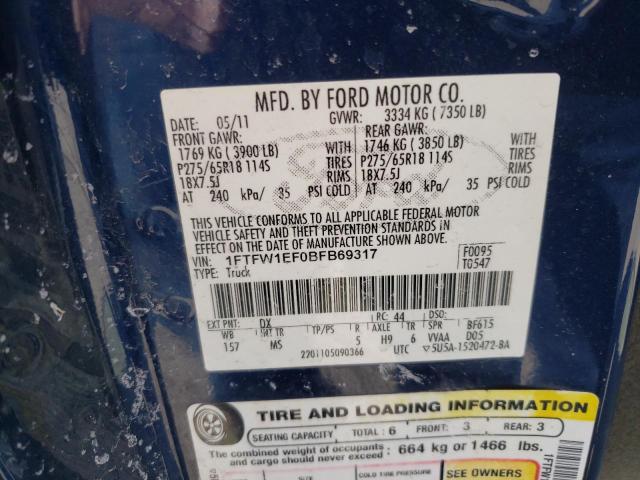 MFD. BY FORD MOTOR CO.
DATE: 05/11 GVWR: 3334 KG ( 7350 LB)
FRONT GAWR: REAR GAWR:
1769 KG ( 3900 LB) WITH 1746 KG ( 3850 LB) WITH
P275/65R18 114S TIRES P275/65R18 114S TIRES
18X7.5J RIMS 18X7.5J RIMS
AT 240 kPa/ 35 PSI COLD AT 240 kPa/ 35 PSI COLD
THIS VEHICLE CONFORMS TO ALL APPLICABLE FEDERAL MOTOR
VEHICLE SAFETY AND THEFT PREVENTION STANDARDS IN
EFFECT ON THE DATE OF MANUFACTURE SHOWN ABOVE.
VIN: 1FTFW1EF0BFB69317 F0095
TYPE: Truck T0547
EXT PNT: DX RC: 44 DSO:
WB INT TR TP/PS R AXLE TR SPR BF615
157 MS 5 H9 6 VVAA D05
2201105090366 UTC 5U5A-1520472-BA
TIRE AND LOADING INFORMATION
SEATING CAPACITY TOTAL: 6 FRONT: 3 REAR: 3
The combined weight of occupants and cargo should never exceed: 664 kg or 1466 lbs.
SIZE COLD TIRE PRESSURE SEE OWNERS
1FTFW